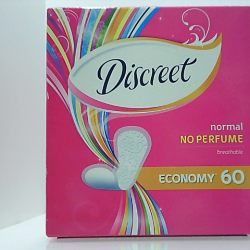 Discreet
normal
NO PERFUME
breathable
ECONOMY 60